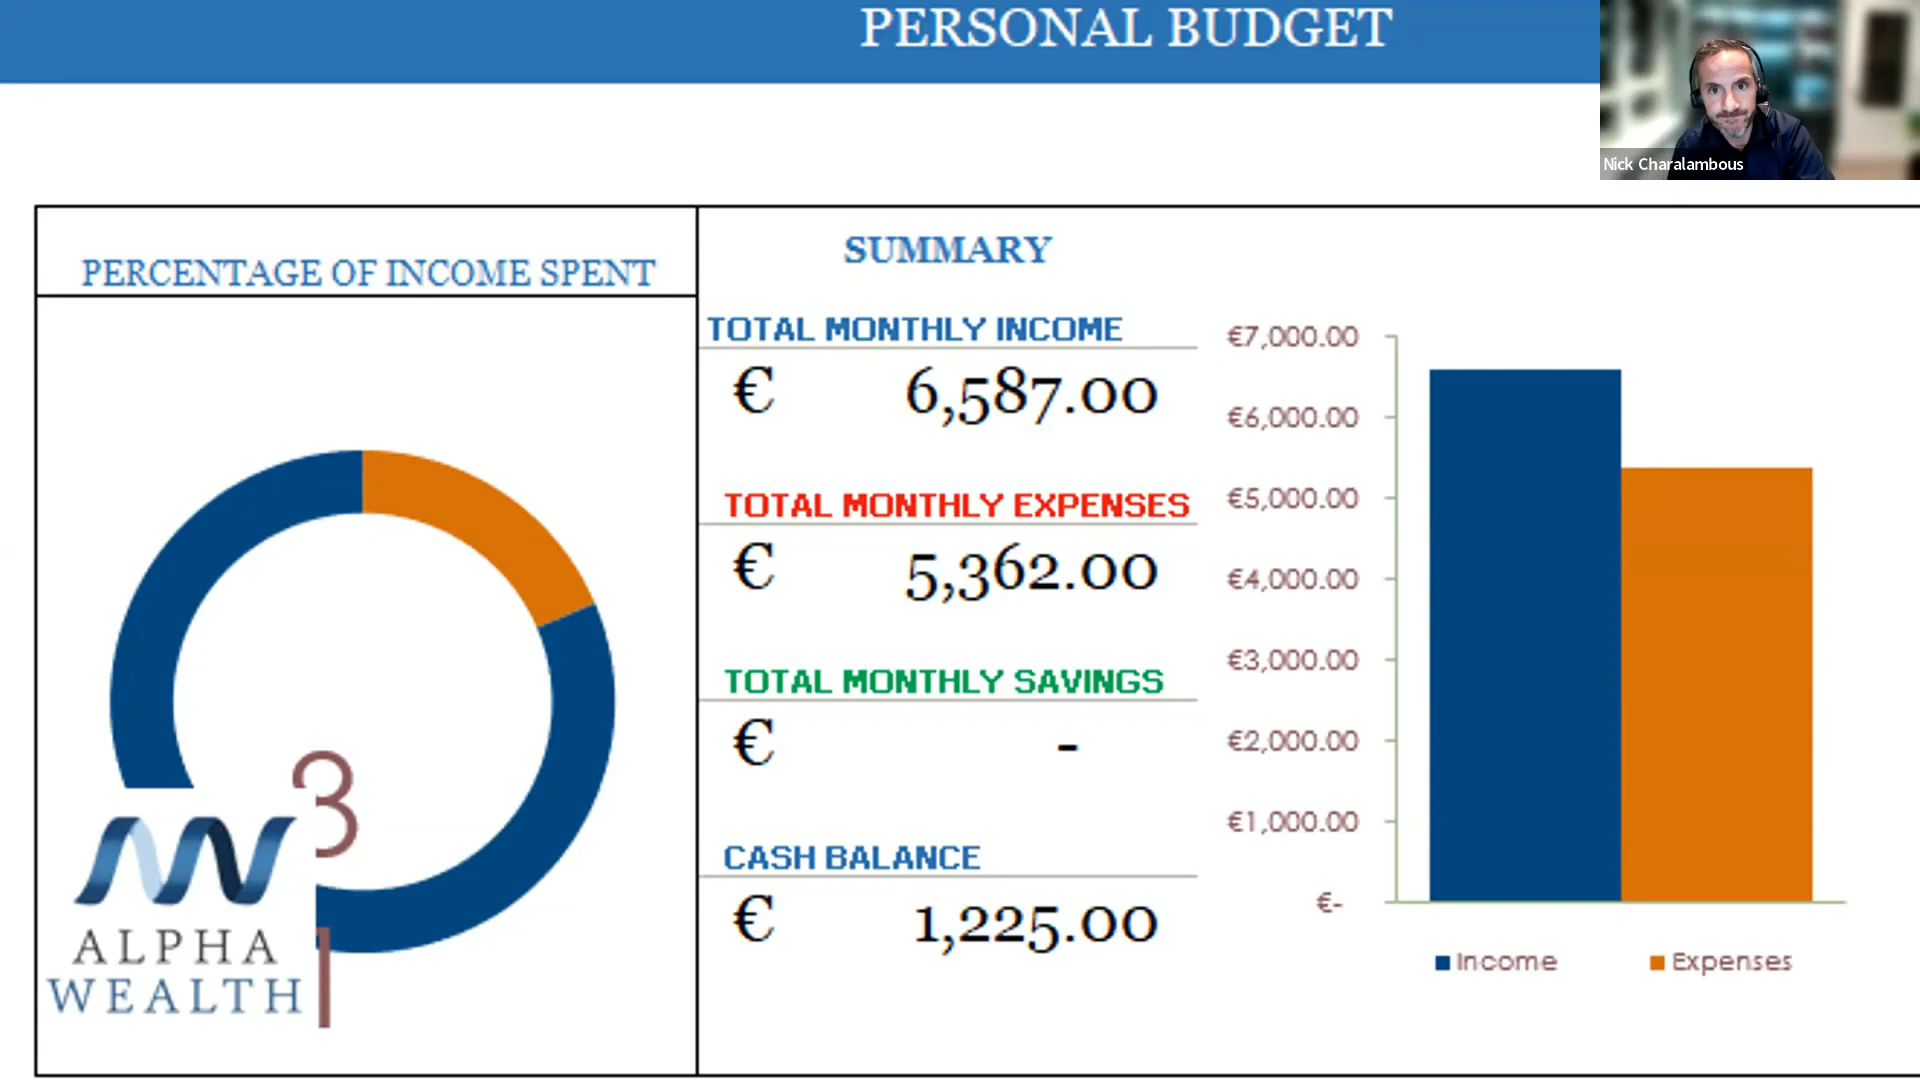 PERSONAL BUDGET
Nick Charalambous
PERCENTAGE OF INCOME SPENT
SUMMARY
TOTAL MONTHLY INCOME
€ 6,587.00
TOTAL MONTHLY EXPENSES
€ 5,362.00
TOTAL MONTHLY SAVINGS
€ -
CASH BALANCE
€ 1,225.00
€7,000.00
€6,000.00
€5,000.00
€4,000.00
€3,000.00
€2,000.00
€1,000.00
€-
Income Expenses
3
1
ALPHA
WEALTH